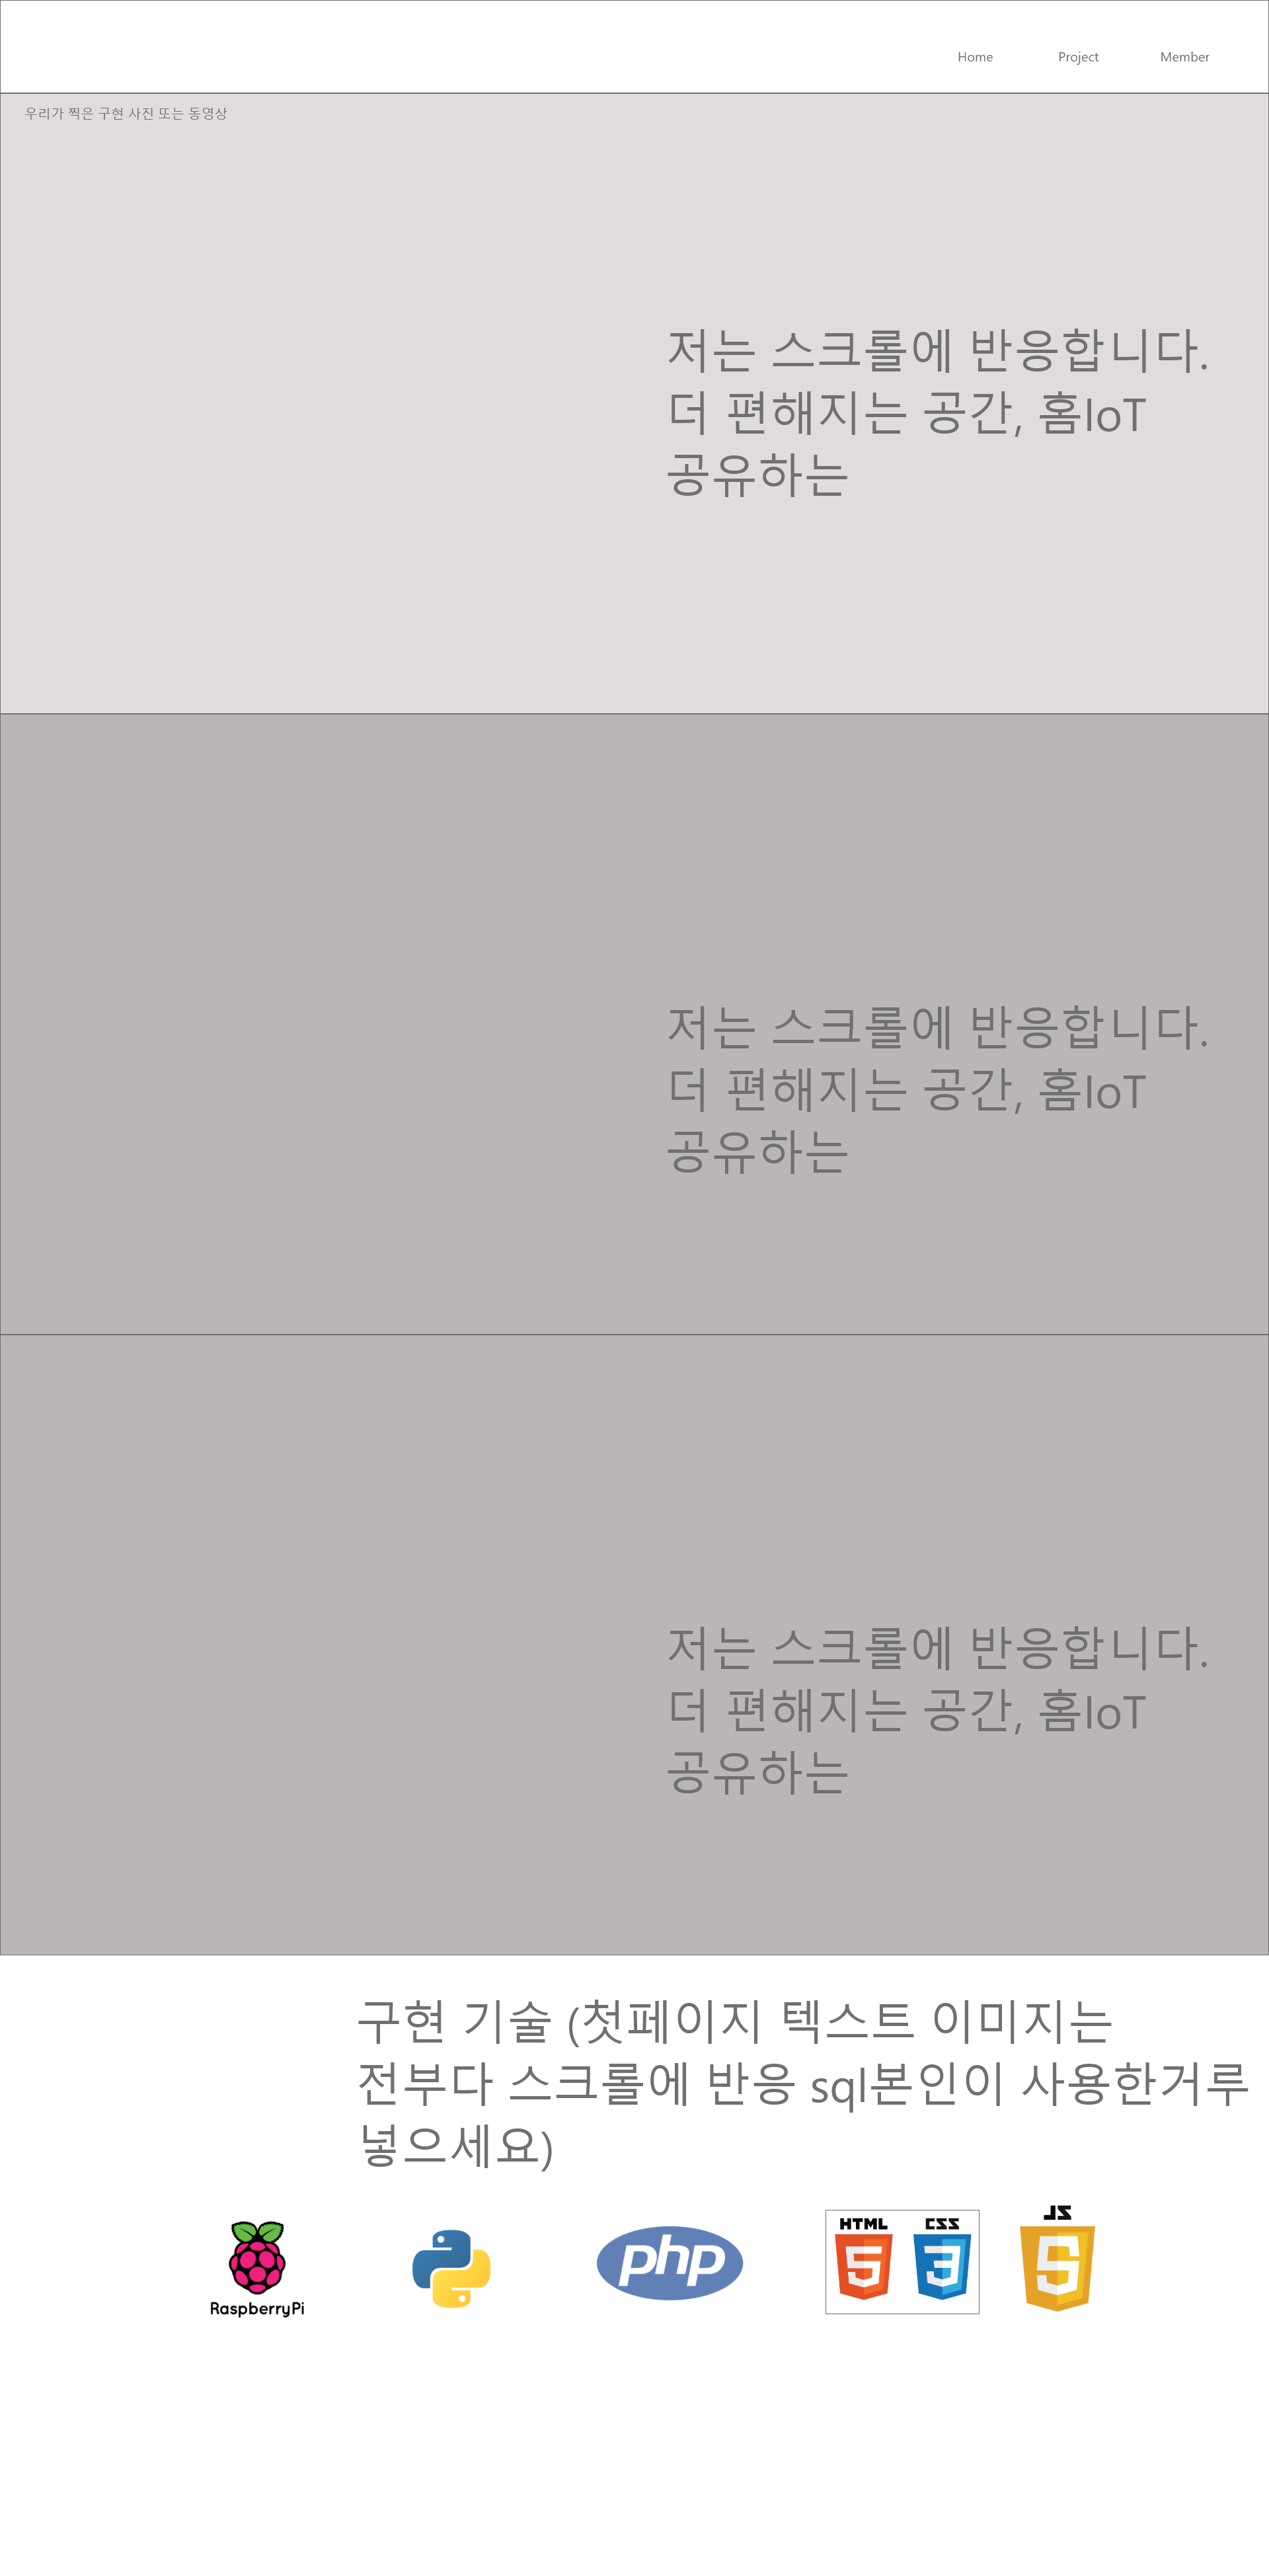 Home Project Member
우리가 찍은 구현 사진 또는 동영상
저는 스크롤에 반응합니다.
더 편해지는 공간, 홈IoT
공유하는
저는 스크롤에 반응합니다.
더 편해지는 공간, 홈IoT
공유하는
저는 스크롤에 반응합니다.
더 편해지는 공간, 홈IoT
공유하는
구현 기술 (첫페이지 텍스트 이미지는
전부다 스크롤에 반응 sql본인이 사용한거루
넣으세요)
RaspberryPi
php
HTML
5
CSS
3
JS
5